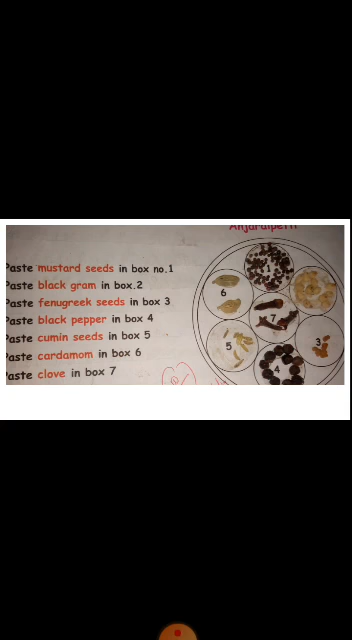 Anjaraipetti
Paste mustard seeds in box no.1
Paste black gram in box.2
Paste fenugreek seeds in box 3
Paste black pepper in box 4
Paste cumin seeds in box 5
Paste cardamom in box 6
Paste clove in box 7
1
6
7
3
5
4